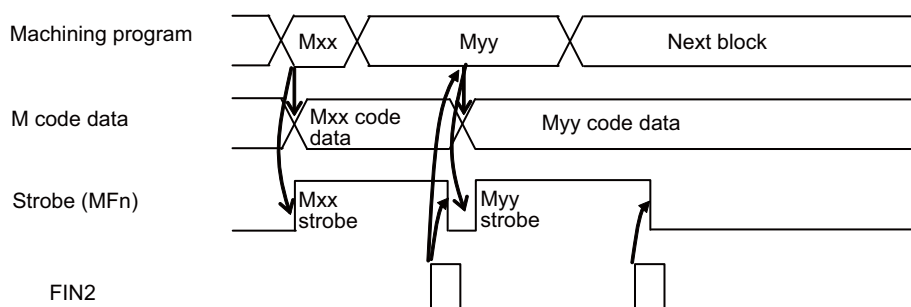 Machining program
Mxx
Myy
Next block
M code data
Mxx code
data
Myy code data
Strobe (MFn)
Mxx
strobe
Myy
strobe
FIN2